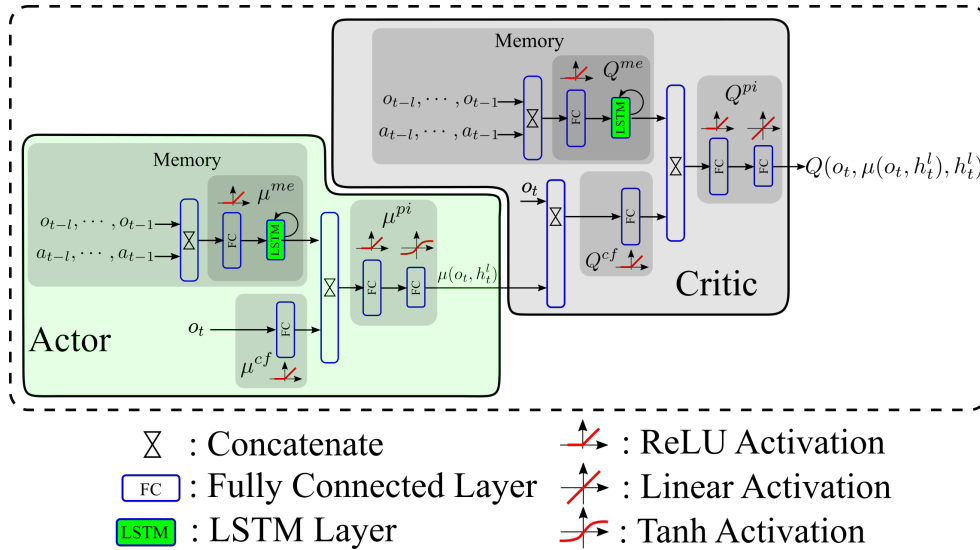 Memory
Q^{me}
o_{t-l}, ⋯ , o_{t-1}
a_{t-l}, ⋯ , a_{t-1}
FC
LSTM
Q^{pi}
FC
FC
Q(o_t, μ(o_t, h_t^l), h_t^l)
o_t
FC
Q^{cf}
Critic
Memory
μ^{me}
o_{t-l}, ⋯ , o_{t-1}
a_{t-l}, ⋯ , a_{t-1}
FC
LSTM
μ^{pi}
FC
FC
μ(o_t, h_t^l)
o_t
FC
μ^{cf}
Actor
: Concatenate
FC : Fully Connected Layer
LSTM : LSTM Layer
: ReLU Activation
: Linear Activation
: Tanh Activation